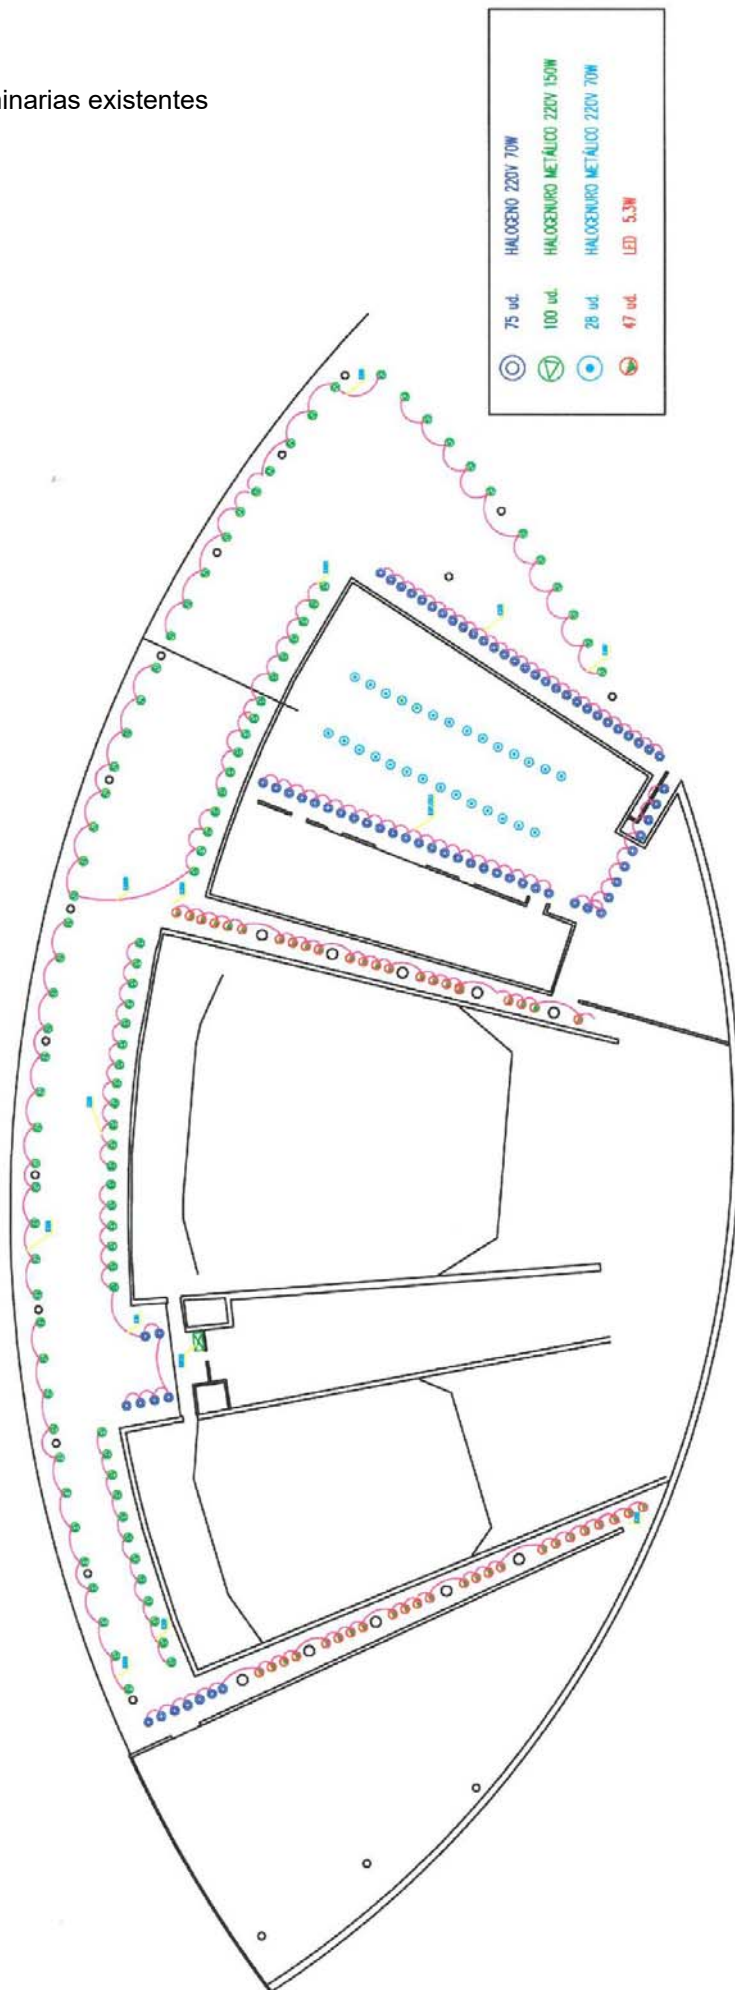 inarias existentes
75 ud. HALOGENO 220V 70W
100 ud. HALOGENURO METÁLICO 220V 150W
28 ud. HALOGENURO METÁLICO 220V 70W
47 ud. LED 5.3W